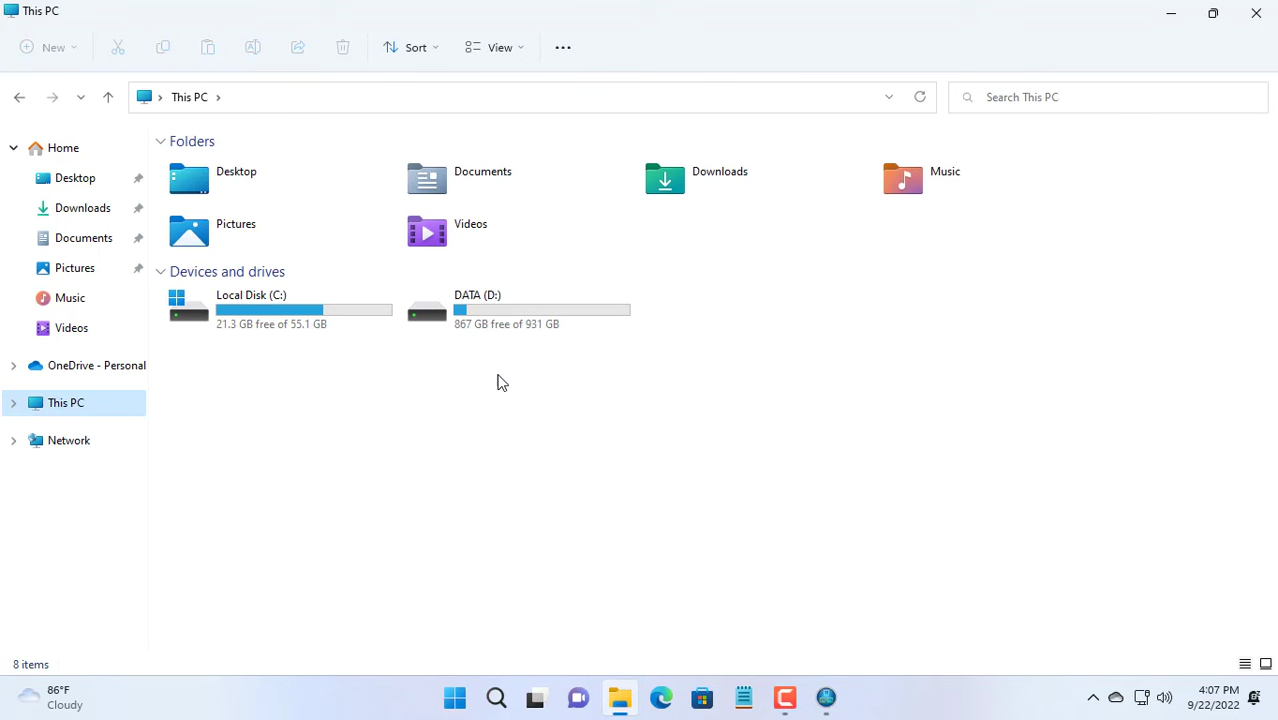 This PC
New
Sort
View
This PC
Search This PC
Home
Desktop
Downloads
Documents
Pictures
Music
Videos
OneDrive - Personal
This PC
Network
Folders
Desktop
Documents
Downloads
Music
Pictures
Videos
Devices and drives
Local Disk (C:)
21.3 GB free of 55.1 GB
DATA (D:)
867 GB free of 931 GB
8 items
86°F
Cloudy
4:07 PM
9/22/2022